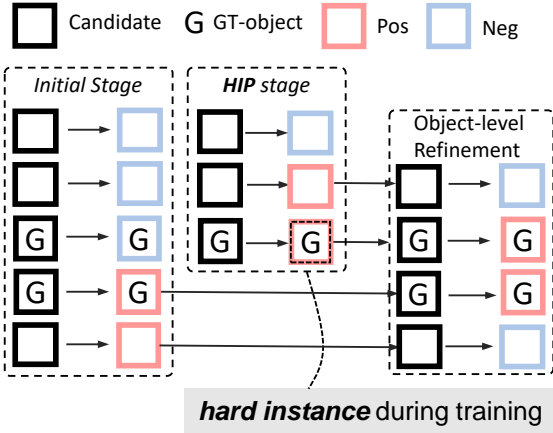 Candidate G GT-object Pos Neg
Initial Stage
HIP stage
Object-level
Refinement
G G
G G
G G
G G
G G
hard instance during training